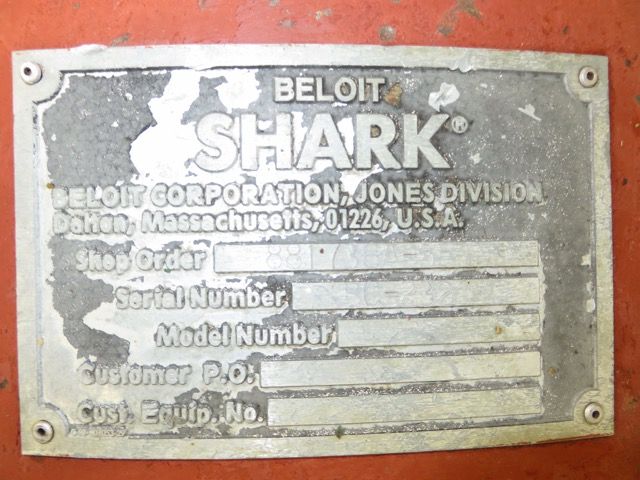 BELOIT
SHARK®
BELOIT CORPORATION, JONES DIVISION
Dalton, Massachusetts, 01226, U.S.A.
Shop Order
Serial Number
Model Number
Customer P.O.
Cust. Equip. No.